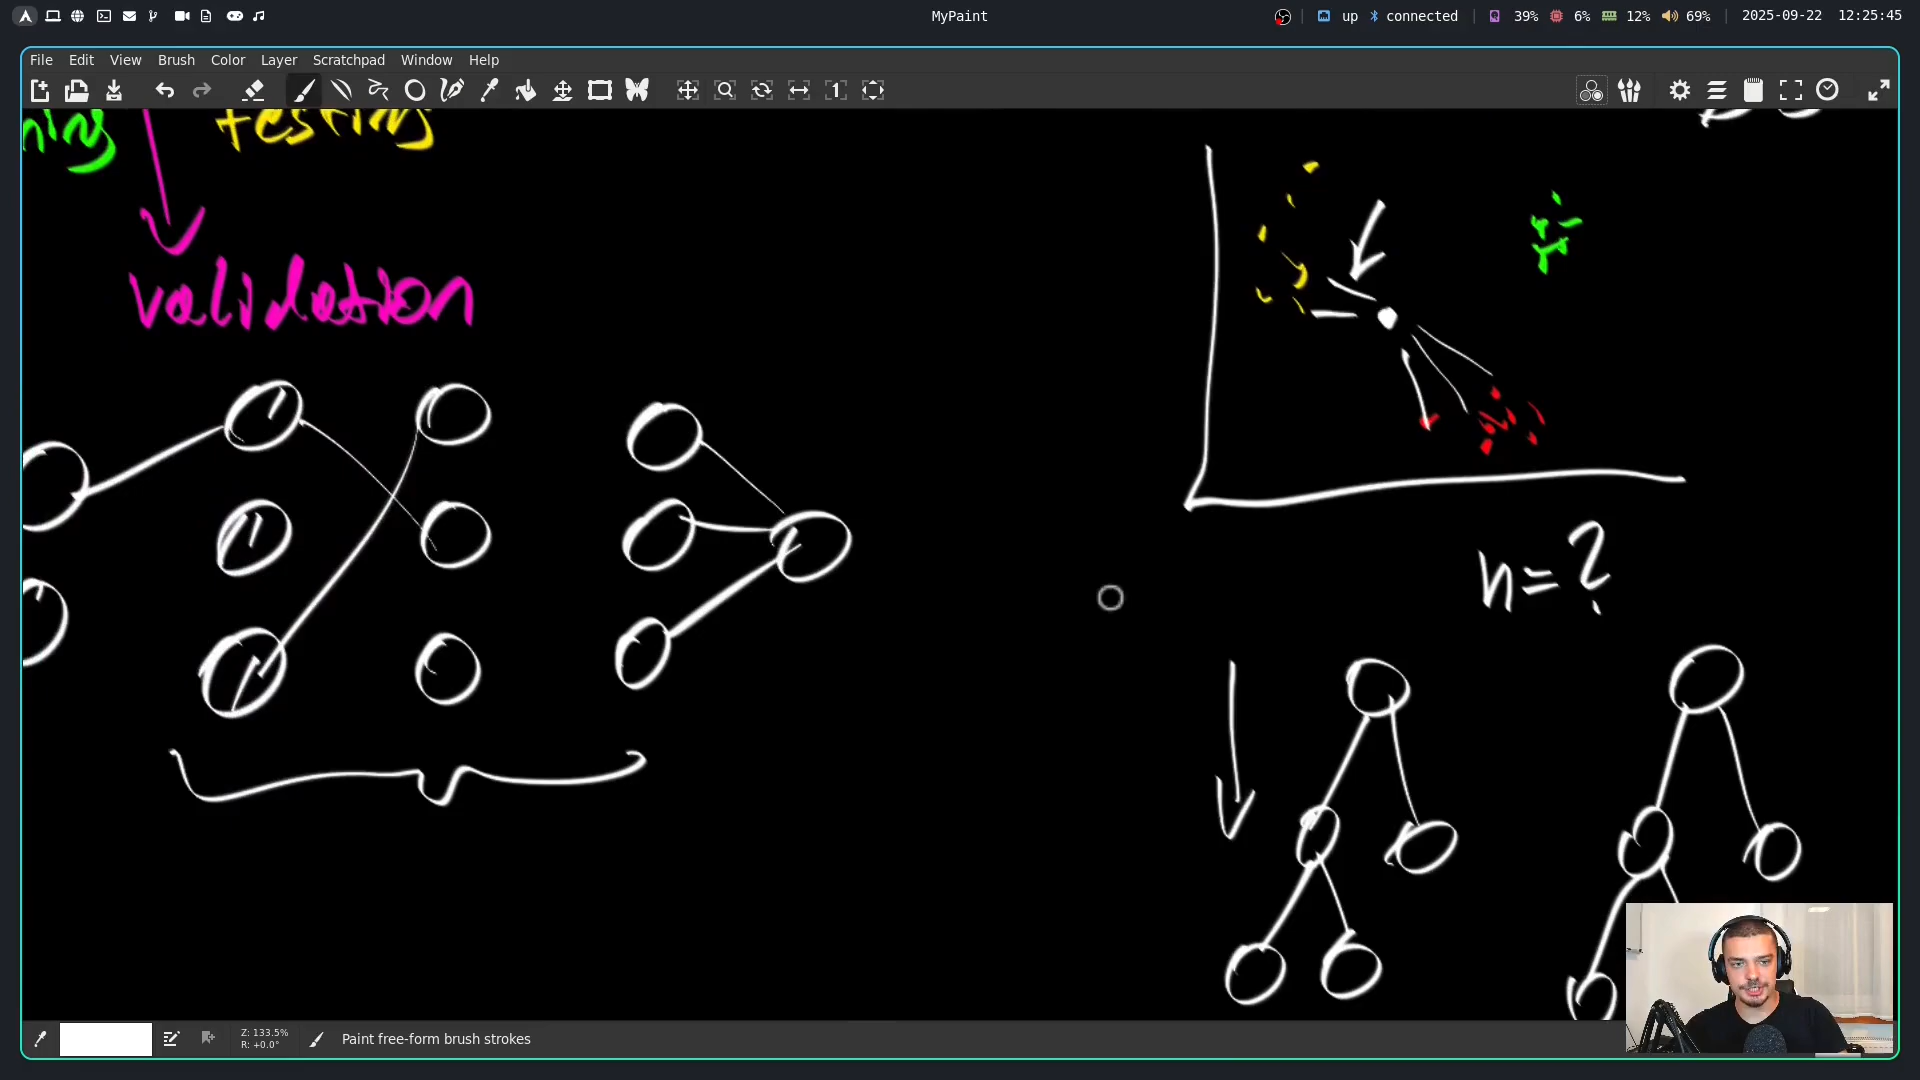 MyPaint
up
connected
39%
6%
12%
69%
2025-09-22 12:25:45
File Edit View Brush Color Layer Scratchpad Window Help
1
testing
validation
n=?
Z: 133.5%
R: +0.0°
Paint free-form brush strokes